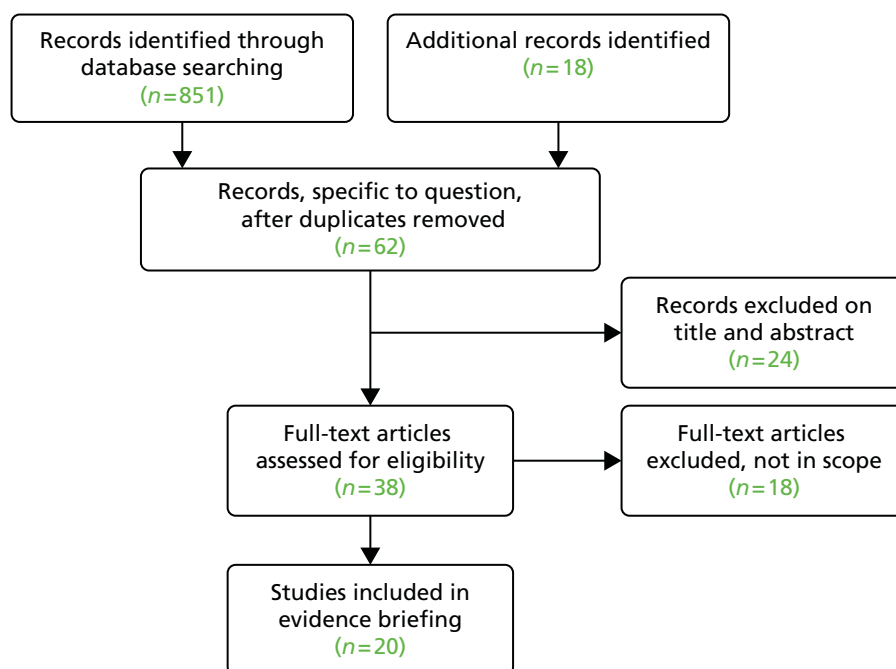 Records identified through
database searching
(n=851)
Additional records identified
(n=18)
Records, specific to question,
after duplicates removed
(n=62)
Records excluded on
title and abstract
(n=24)
Full-text articles
assessed for eligibility
(n=38)
Full-text articles
excluded, not in scope
(n=18)
Studies included in
evidence briefing
(n=20)